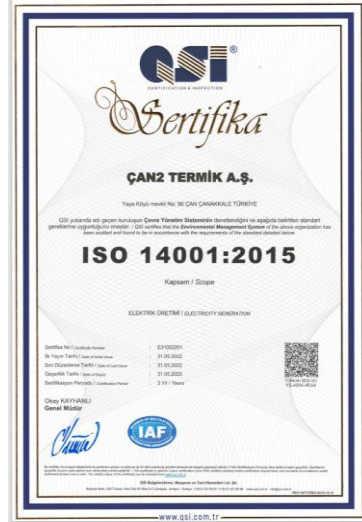 QSI®
CERTIFICATION & INSPECTION
Sertifika
ÇAN2 TERMİK A.Ş.
Yaya Köyü mevkii No: 90 ÇAN ÇANAKKALE TÜRKİYE
QSI yukarıda adı geçen kuruluşun Çevre Yönetim Sisteminin denetlendiğini ve aşağıda belirtilen standart
gereklerine uygunluğunu onaylar. / QSI certifies that the Environmental Management System of the above organization has
been audited and found to be in accordance with the requirements of the standard detailed below.
ISO 14001:2015
Kapsam / Scope
ELEKTRİK ÜRETİMİ / ELECTRICITY GENERATION
Sertifika No / Certificate Number : E31052201
İlk Yayın Tarihi / Date of Initial Issue : 31.05.2022
Son Düzenleme Tarihi / Date of Last Issue : 31.05.2022
Geçerlilik Tarihi / Date of Expiry : 31.05.2023
Sertifikasyon Peryodu / Certification Period : 3 Yıl / Years
Okay KAYHANLI
Genel Müdür
IAF
www.qsi.com.tr